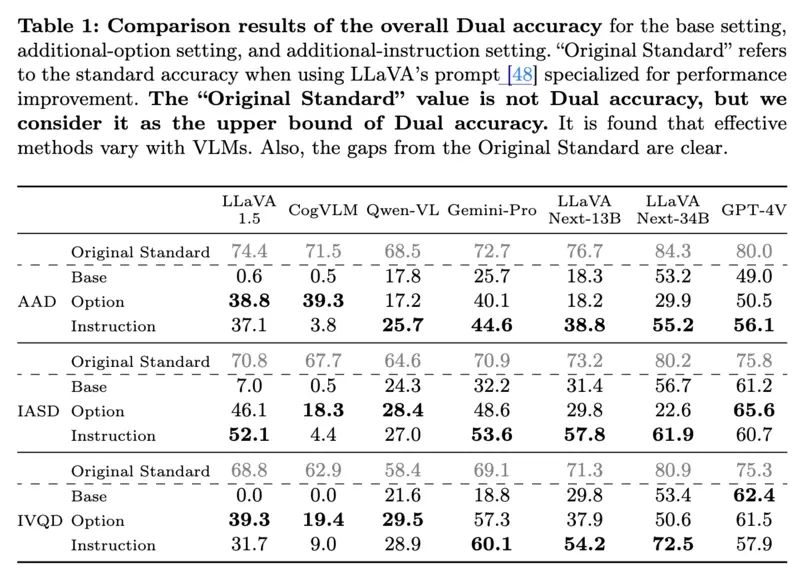 Table 1: Comparison results of the overall Dual accuracy for the base setting,
additional-option setting, and additional-instruction setting. “Original Standard” refers
to the standard accuracy when using LLaVA’s prompt [48] specialized for performance
improvement. The “Original Standard” value is not Dual accuracy, but we
consider it as the upper bound of Dual accuracy. It is found that effective
methods vary with VLMs. Also, the gaps from the Original Standard are clear.
LLaVA 1.5 CogVLM Qwen-VL Gemini-Pro LLaVA Next-13B LLaVA Next-34B GPT-4V
Original Standard 74.4 71.5 68.5 72.7 76.7 84.3 80.0
Base 0.6 0.5 17.8 25.7 18.3 53.2 49.0
AAD Option 38.8 39.3 17.2 40.1 18.2 29.9 50.5
Instruction 37.1 3.8 25.7 44.6 38.8 55.2 56.1
Original Standard 70.8 67.7 64.6 70.9 73.2 80.2 75.8
Base 7.0 0.5 24.3 32.2 31.4 56.7 61.2
IASD Option 46.1 18.3 28.4 48.6 29.8 22.6 65.6
Instruction 52.1 4.4 27.0 53.6 57.8 61.9 60.7
Original Standard 68.8 62.9 58.4 69.1 71.3 80.9 75.3
Base 0.0 0.0 21.6 18.8 29.8 53.4 62.4
IVQD Option 39.3 19.4 29.5 57.3 37.9 50.6 61.5
Instruction 31.7 9.0 28.9 60.1 54.2 72.5 57.9